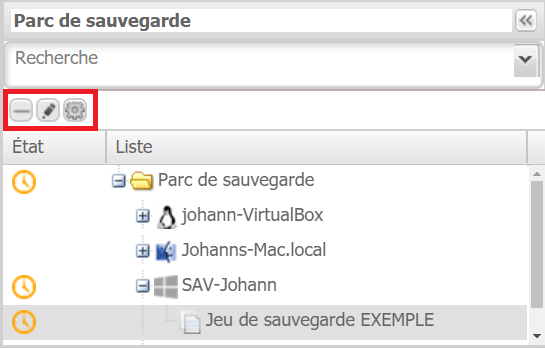 Parc de sauvegarde
Recherche
État Liste
Parc de sauvegarde
johann-VirtualBox
Johanns-Mac.local
SAV-Johann
Jeu de sauvegarde EXEMPLE